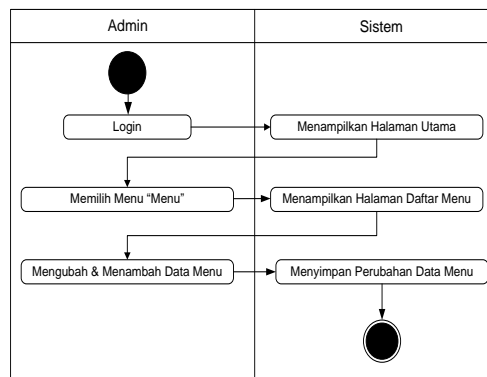 Admin
Sistem
Login
Menampilkan Halaman Utama
Memilih Menu “Menu”
Menampilkan Halaman Daftar Menu
Mengubah & Menambah Data Menu
Menyimpan Perubahan Data Menu